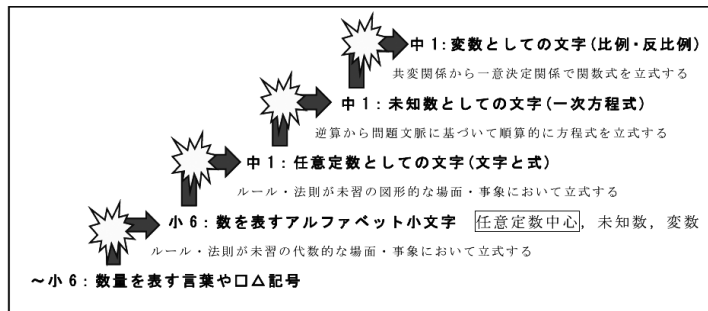 中1：変数としての文字(比例・反比例)
共変関係から一意決定関係で関数式を立式する
中1：未知数としての文字(一次方程式)
逆算から問題文脈に基づいて順算的に方程式を立式する
中1：任意定数としての文字(文字と式)
ルール・法則が未習の図形的な場面・事象において立式する
小6：数を表すアルファベット小文字 任意定数中心，未知数，変数
ルール・法則が未習の代数的な場面・事象において立式する
～小6：数量を表す言葉や□△記号